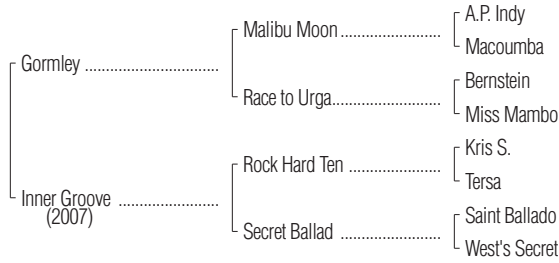 A.P. Indy
Malibu Moon ....................
Macoumba
Gormley ...........................
Bernstein
Race to Urga......................
Miss Mambo
Kris S.
Rock Hard Ten ..................
Tersa
Inner Groove ....................
(2007)
Saint Ballado
Secret Ballad ....................
West's Secret